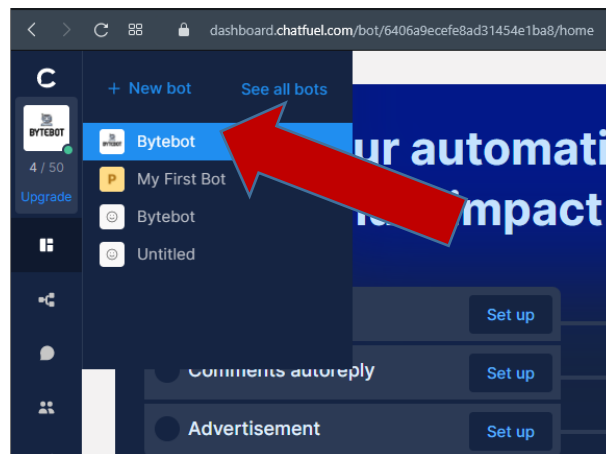 dashboard.chatfuel.com/bot/6406a9ecefe8ad31454e1ba8/home
+ New bot See all bots
BYTEBOT
4 / 50
Upgrade
Bytebot
My First Bot
P
Bytebot
Untitled
ur automati
impact
Set up
Comments autoreply
Set up
Advertisement
Set up